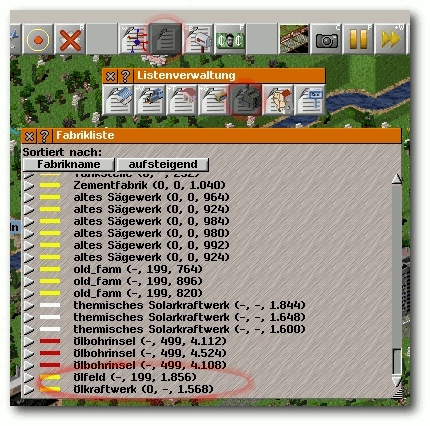 Listenverwaltung
Fabrikliste
Sortiert nach:
Fabrikname aufsteigend
Zementfabrik (0, 0, 1.040)
altes Sägewerk (0, 0, 964)
altes Sägewerk (0, 0, 924)
altes Sägewerk (0, 0, 984)
altes Sägewerk (0, 0, 980)
altes Sägewerk (0, 0, 992)
altes Sägewerk (0, 0, 924)
old_farm (-, 199, 764)
old_farm (-, 199, 896)
old_farm (-, 199, 820)
themisches Solarkraftwerk (-, -, 1.844)
themisches Solarkraftwerk (-, -, 1.648)
themisches Solarkraftwerk (-, -, 1.600)
ölbohrinsel (-, 499, 4.112)
ölbohrinsel (-, 499, 4.524)
ölbohrinsel (-, 499, 4.108)
ölfeld (-, 199, 1.856)
ölkraftwerk (0, -, 1.568)